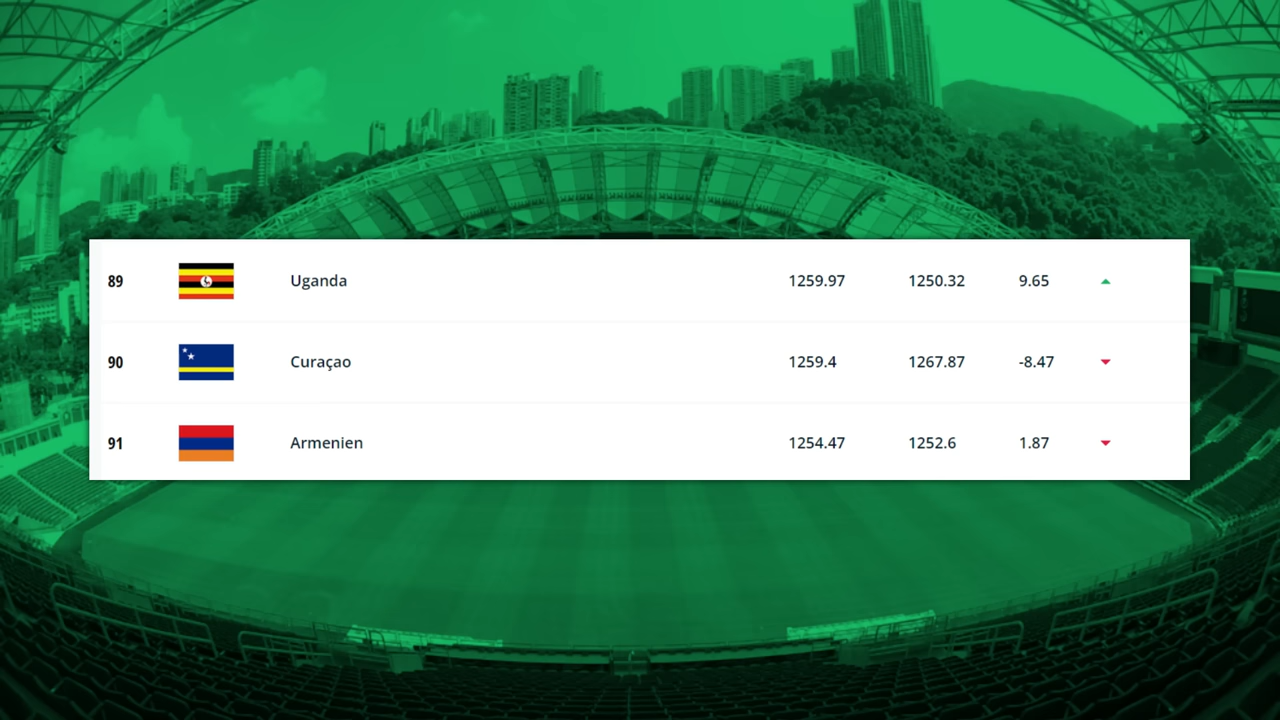 89 Uganda 1259.97 1250.32 9.65
90 Curaçao 1259.4 1267.87 -8.47
91 Armenien 1254.47 1252.6 1.87